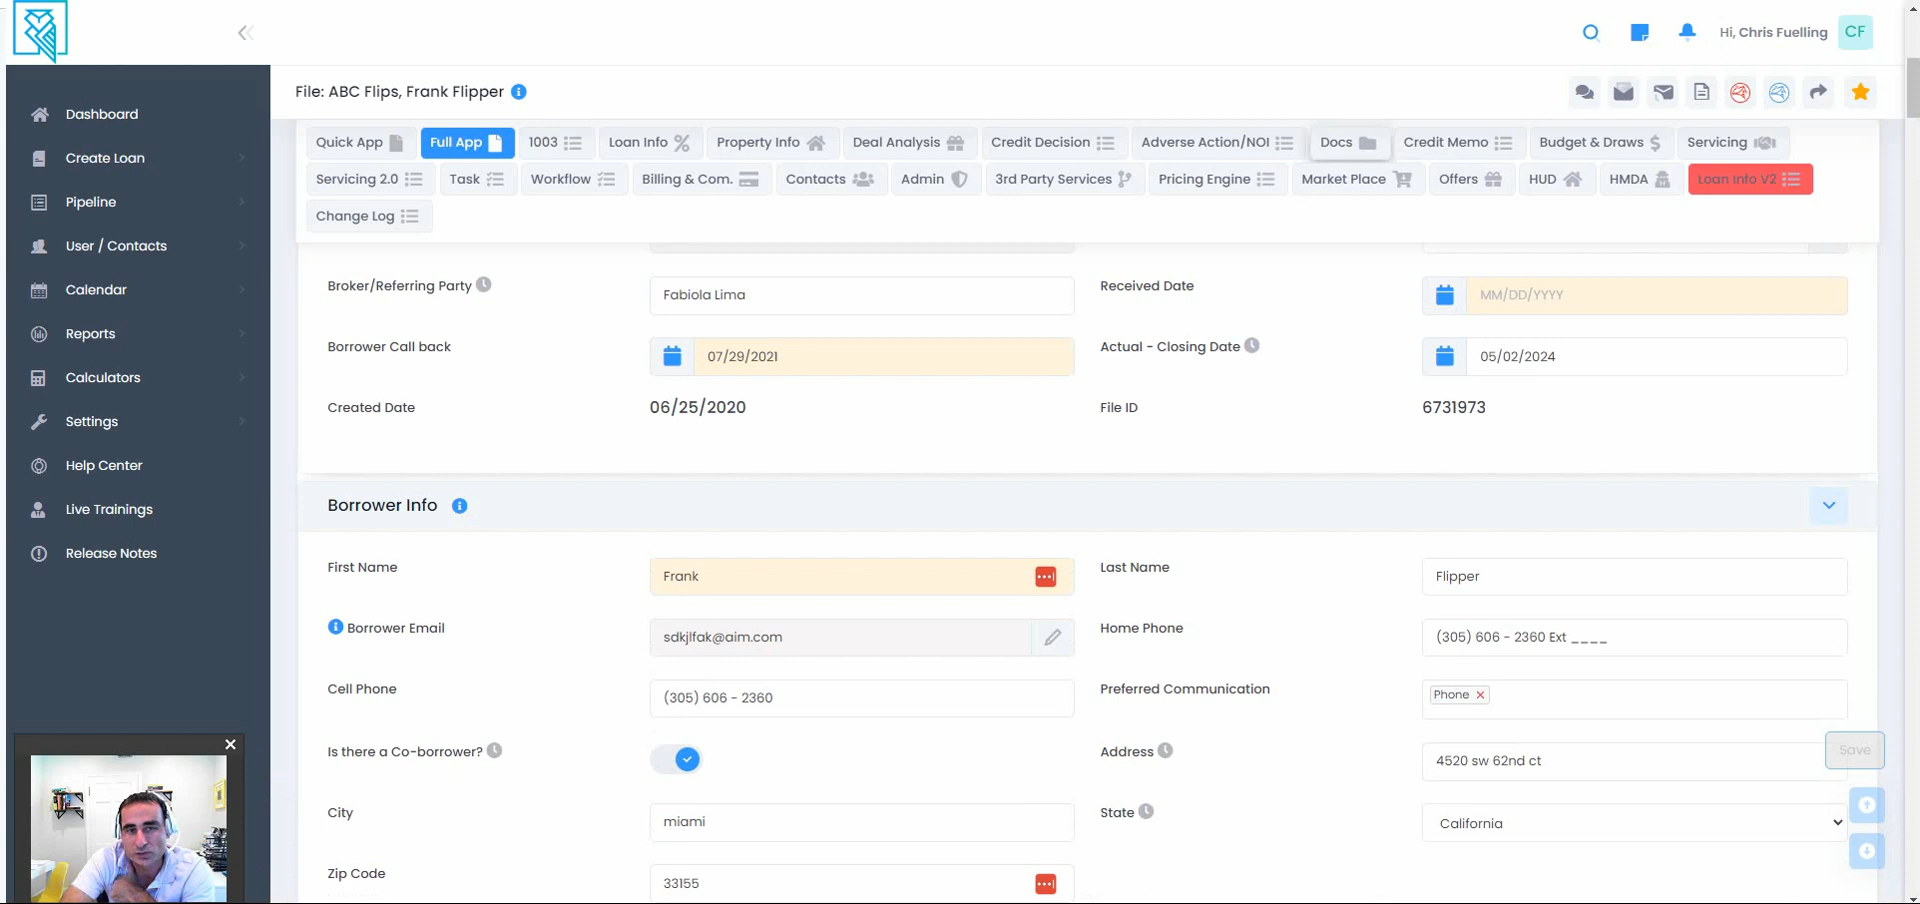 Hi, Chris Fuelling CF
File: ABC Flips, Frank Flipper
Dashboard
Create Loan
Pipeline
User / Contacts
Calendar
Reports
Calculators
Settings
Help Center
Live Trainings
Release Notes
Quick App Full App 1003 Loan Info Property Info Deal Analysis Credit Decision Adverse Action/NOI Docs Credit Memo Budget & Draws Servicing
Servicing 2.0 Task Workflow Billing & Com. Contacts Admin 3rd Party Services Pricing Engine Market Place Offers HUD HMDA Loan Info V2
Change Log
Broker/Referring Party Fabiola Lima Received Date MM/DD/YYYY
Borrower Call back 07/29/2021 Actual - Closing Date 05/02/2024
Created Date 06/25/2020 File ID 6731973
Borrower Info
First Name Frank Last Name Flipper
Borrower Email sdkjlfak@aim.com Home Phone (305) 606 - 2360 Ext ____
Cell Phone (305) 606 - 2360 Preferred Communication Phone ×
Is there a Co-borrower? Address 4520 sw 62nd ct Save
City miami State California
Zip Code 33155